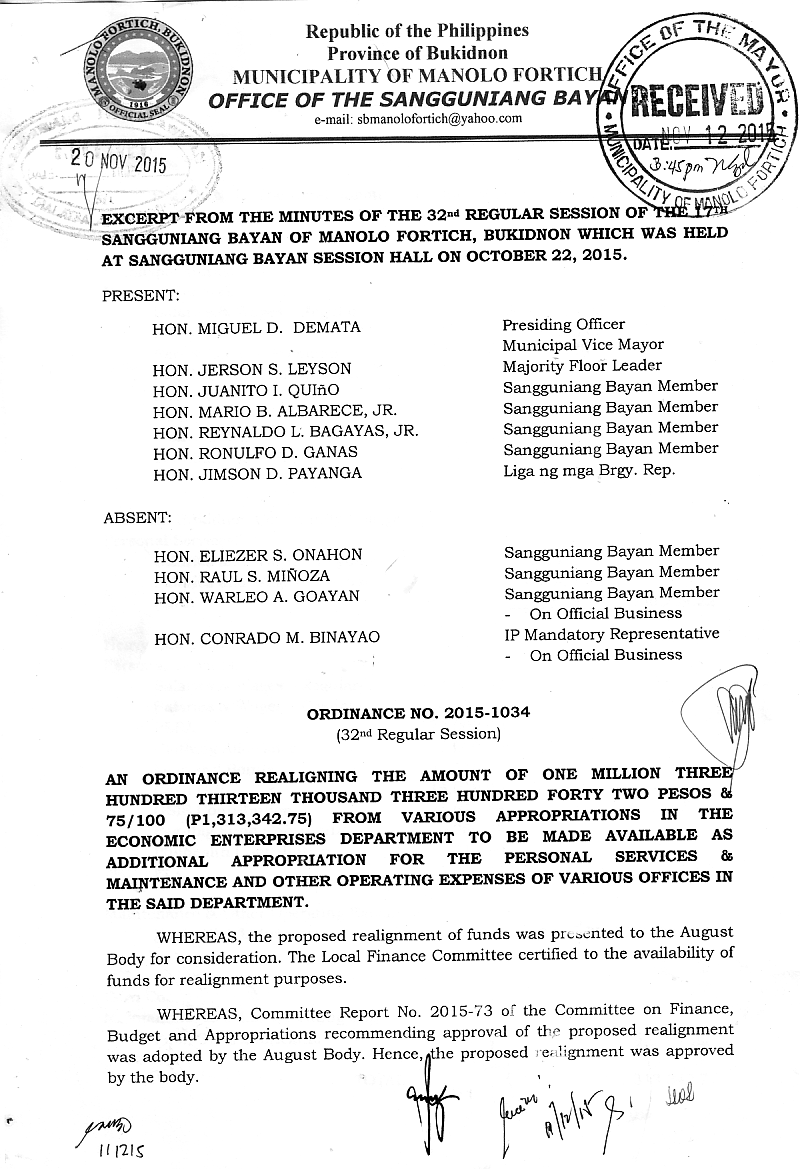 Republic of the Philippines
Province of Bukidnon
MUNICIPALITY OF MANOLO FORTICH
OFFICE OF THE SANGGUNIANG BAYAN
e-mail: sbmanolofortich@yahoo.com
MANOLO FORTICH, BUKIDNON
1916
OFFICIAL SEAL
OFFICE OF THE MAYOR
RECEIVED
DATE: NOV 12 2015
3:45pm
MUNICIPALITY OF MANOLO FORTICH
20 NOV 2015
EXCERPT FROM THE MINUTES OF THE 32nd REGULAR SESSION OF THE 17TH
SANGGUNIANG BAYAN OF MANOLO FORTICH, BUKIDNON WHICH WAS HELD
AT SANGGUNIANG BAYAN SESSION HALL ON OCTOBER 22, 2015.
PRESENT:
HON. MIGUEL D. DEMATA Presiding Officer
Municipal Vice Mayor
HON. JERSON S. LEYSON Majority Floor Leader
HON. JUANITO I. QUIñO Sangguniang Bayan Member
HON. MARIO B. ALBARECE, JR. Sangguniang Bayan Member
HON. REYNALDO L. BAGAYAS, JR. Sangguniang Bayan Member
HON. RONULFO D. GANAS Sangguniang Bayan Member
HON. JIMSON D. PAYANGA Liga ng mga Brgy. Rep.
ABSENT:
HON. ELIEZER S. ONAHON Sangguniang Bayan Member
HON. RAUL S. MIÑOZA Sangguniang Bayan Member
HON. WARLEO A. GOAYAN Sangguniang Bayan Member
- On Official Business
HON. CONRADO M. BINAYAO IP Mandatory Representative
- On Official Business
ORDINANCE NO. 2015-1034
(32nd Regular Session)
AN ORDINANCE REALIGNING THE AMOUNT OF ONE MILLION THREE
HUNDRED THIRTEEN THOUSAND THREE HUNDRED FORTY TWO PESOS &
75/100 (P1,313,342.75) FROM VARIOUS APPROPRIATIONS IN THE
ECONOMIC ENTERPRISES DEPARTMENT TO BE MADE AVAILABLE AS
ADDITIONAL APPROPRIATION FOR THE PERSONAL SERVICES &
MAINTENANCE AND OTHER OPERATING EXPENSES OF VARIOUS OFFICES IN
THE SAID DEPARTMENT.
WHEREAS, the proposed realignment of funds was presented to the August
Body for consideration. The Local Finance Committee certified to the availability of
funds for realignment purposes.
WHEREAS, Committee Report No. 2015-73 of the Committee on Finance,
Budget and Appropriations recommending approval of the proposed realignment
was adopted by the August Body. Hence, the proposed realignment was approved
by the body.
111215